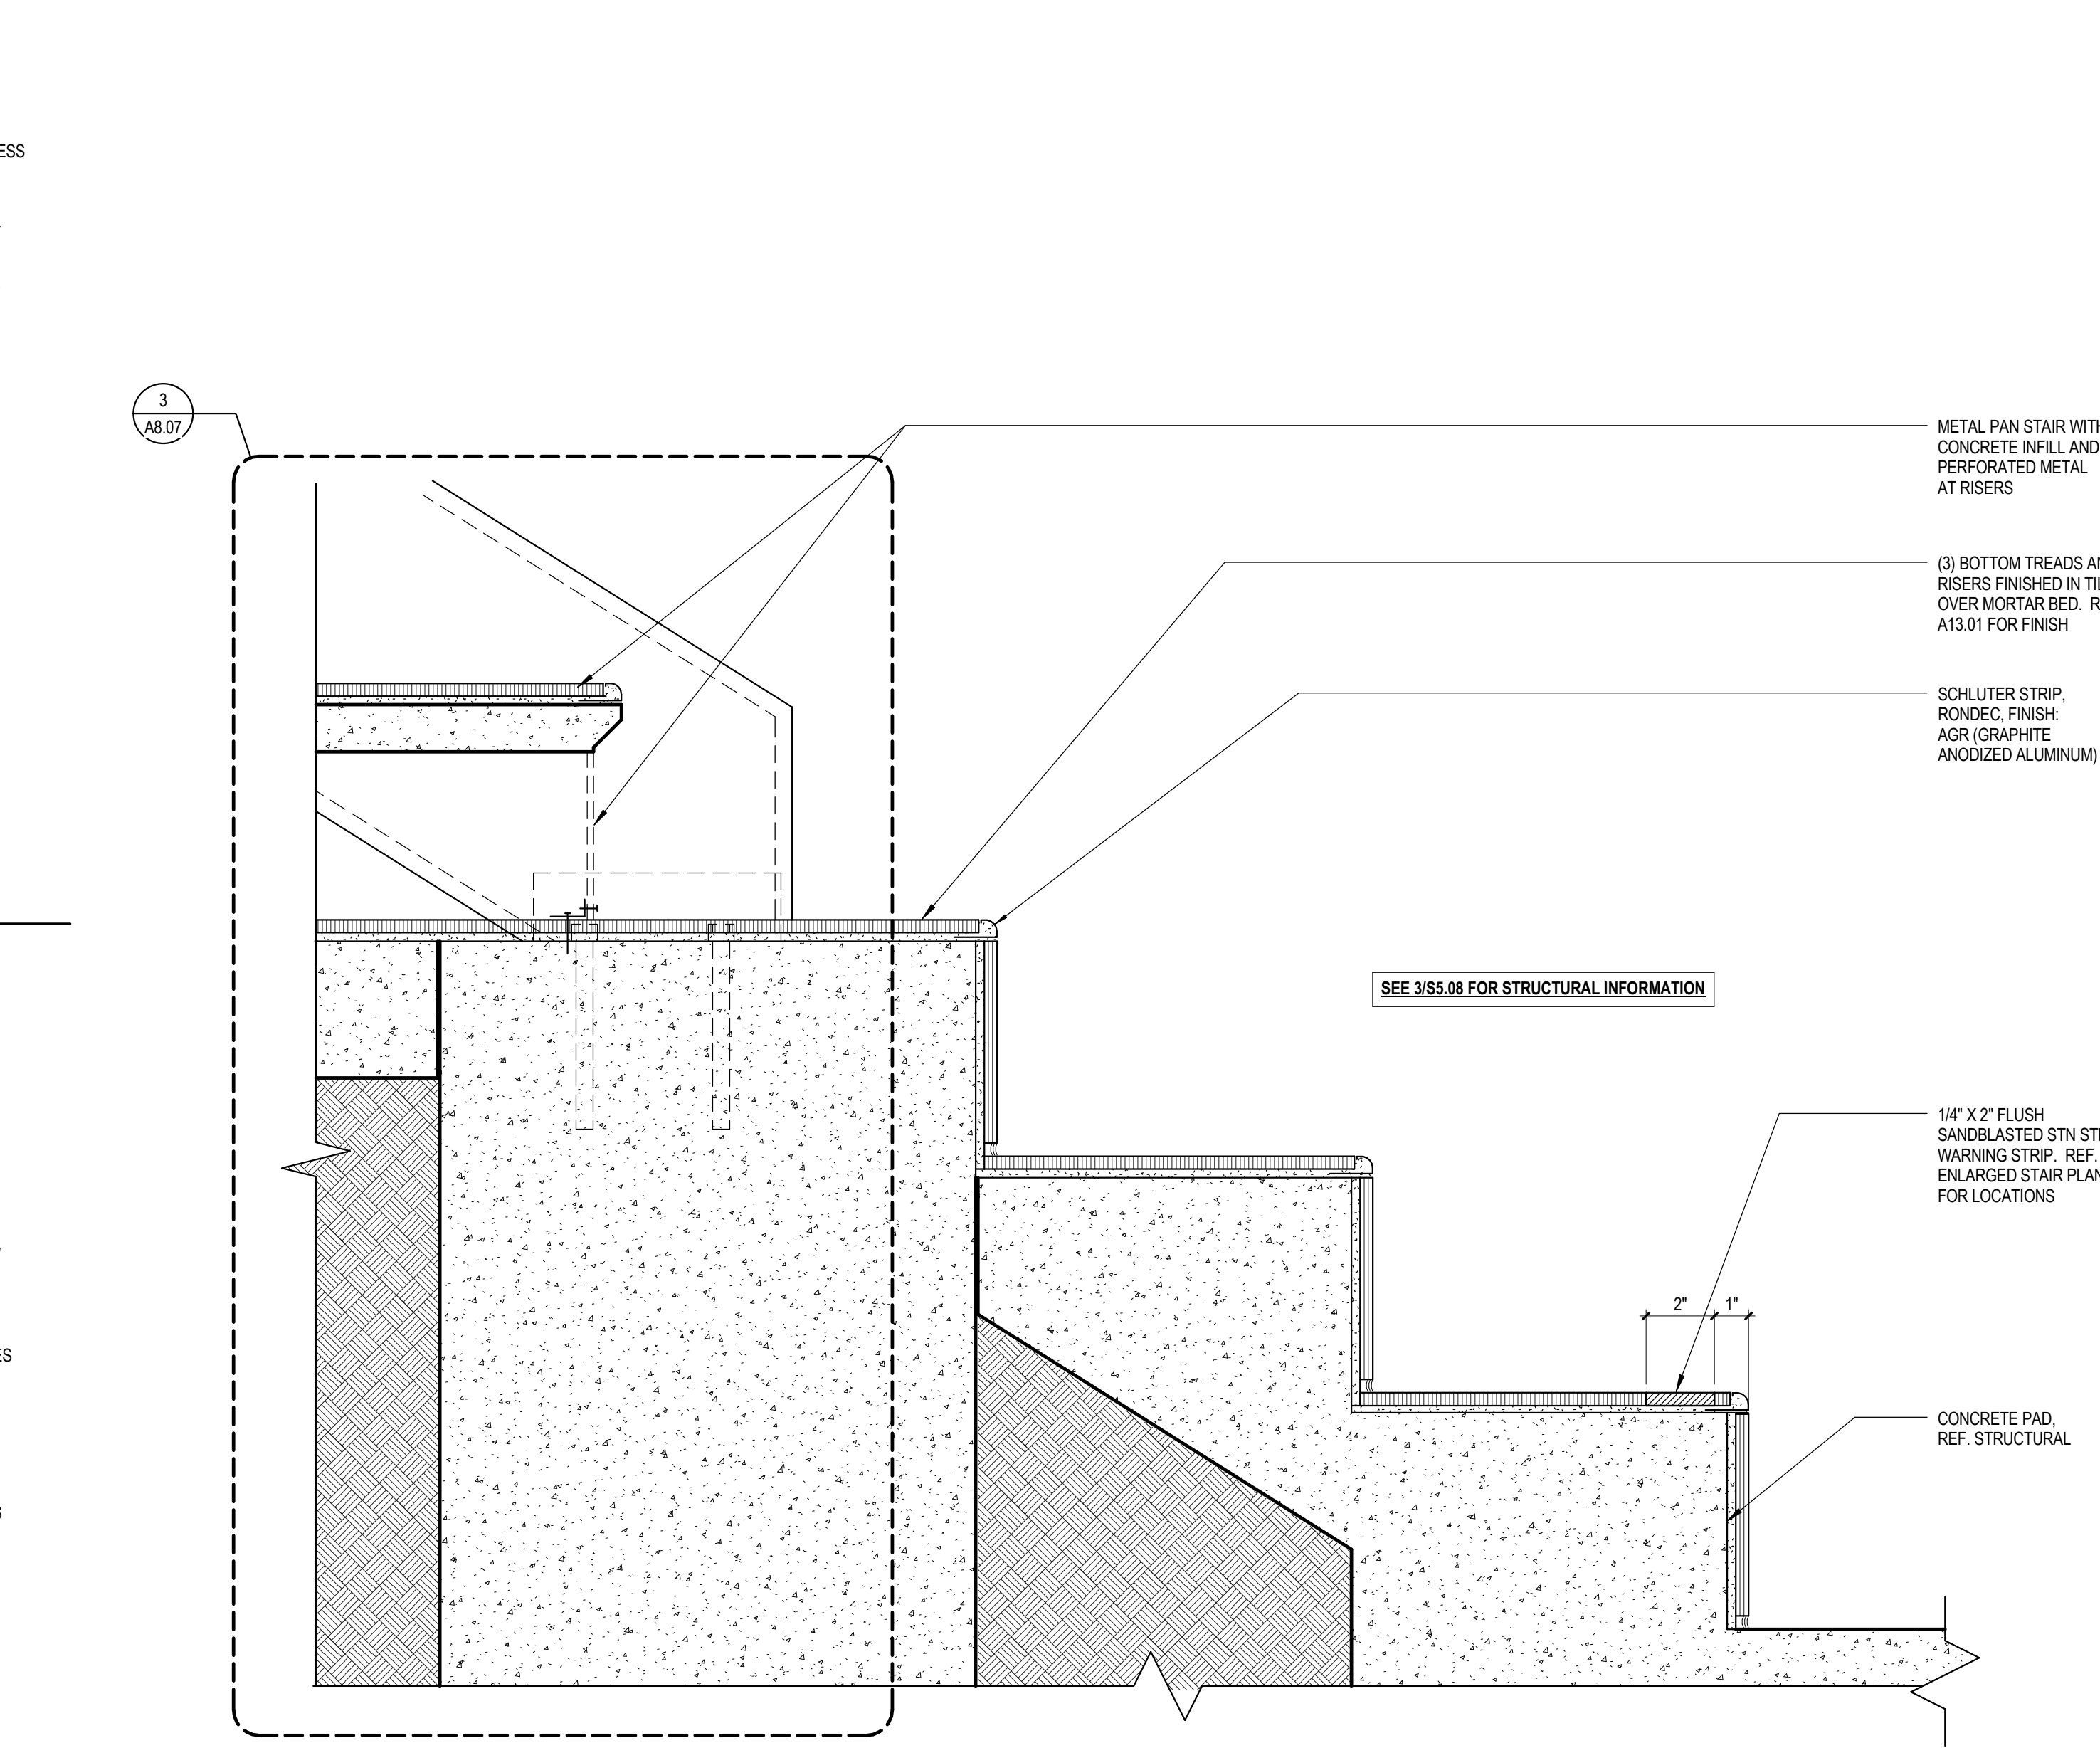 ESS
3
A8.07
METAL PAN STAIR WITH
CONCRETE INFILL AND
PERFORATED METAL
AT RISERS
(3) BOTTOM TREADS
RISERS FINISHED IN
OVER MORTAR BED.
A13.01 FOR FINISH
SCHLUTER STRIP,
RONDEC, FINISH:
AGR (GRAPHITE
ANODIZED ALUMINUM)
SEE 3/S5.08 FOR STRUCTURAL INFORMATION
1/4" X 2" FLUSH
SANDBLASTED STN
WARNING STRIP. REF.
ENLARGED STAIR PLAN
FOR LOCATIONS
2" 1"
ES
CONCRETE PAD,
REF. STRUCTURAL
S